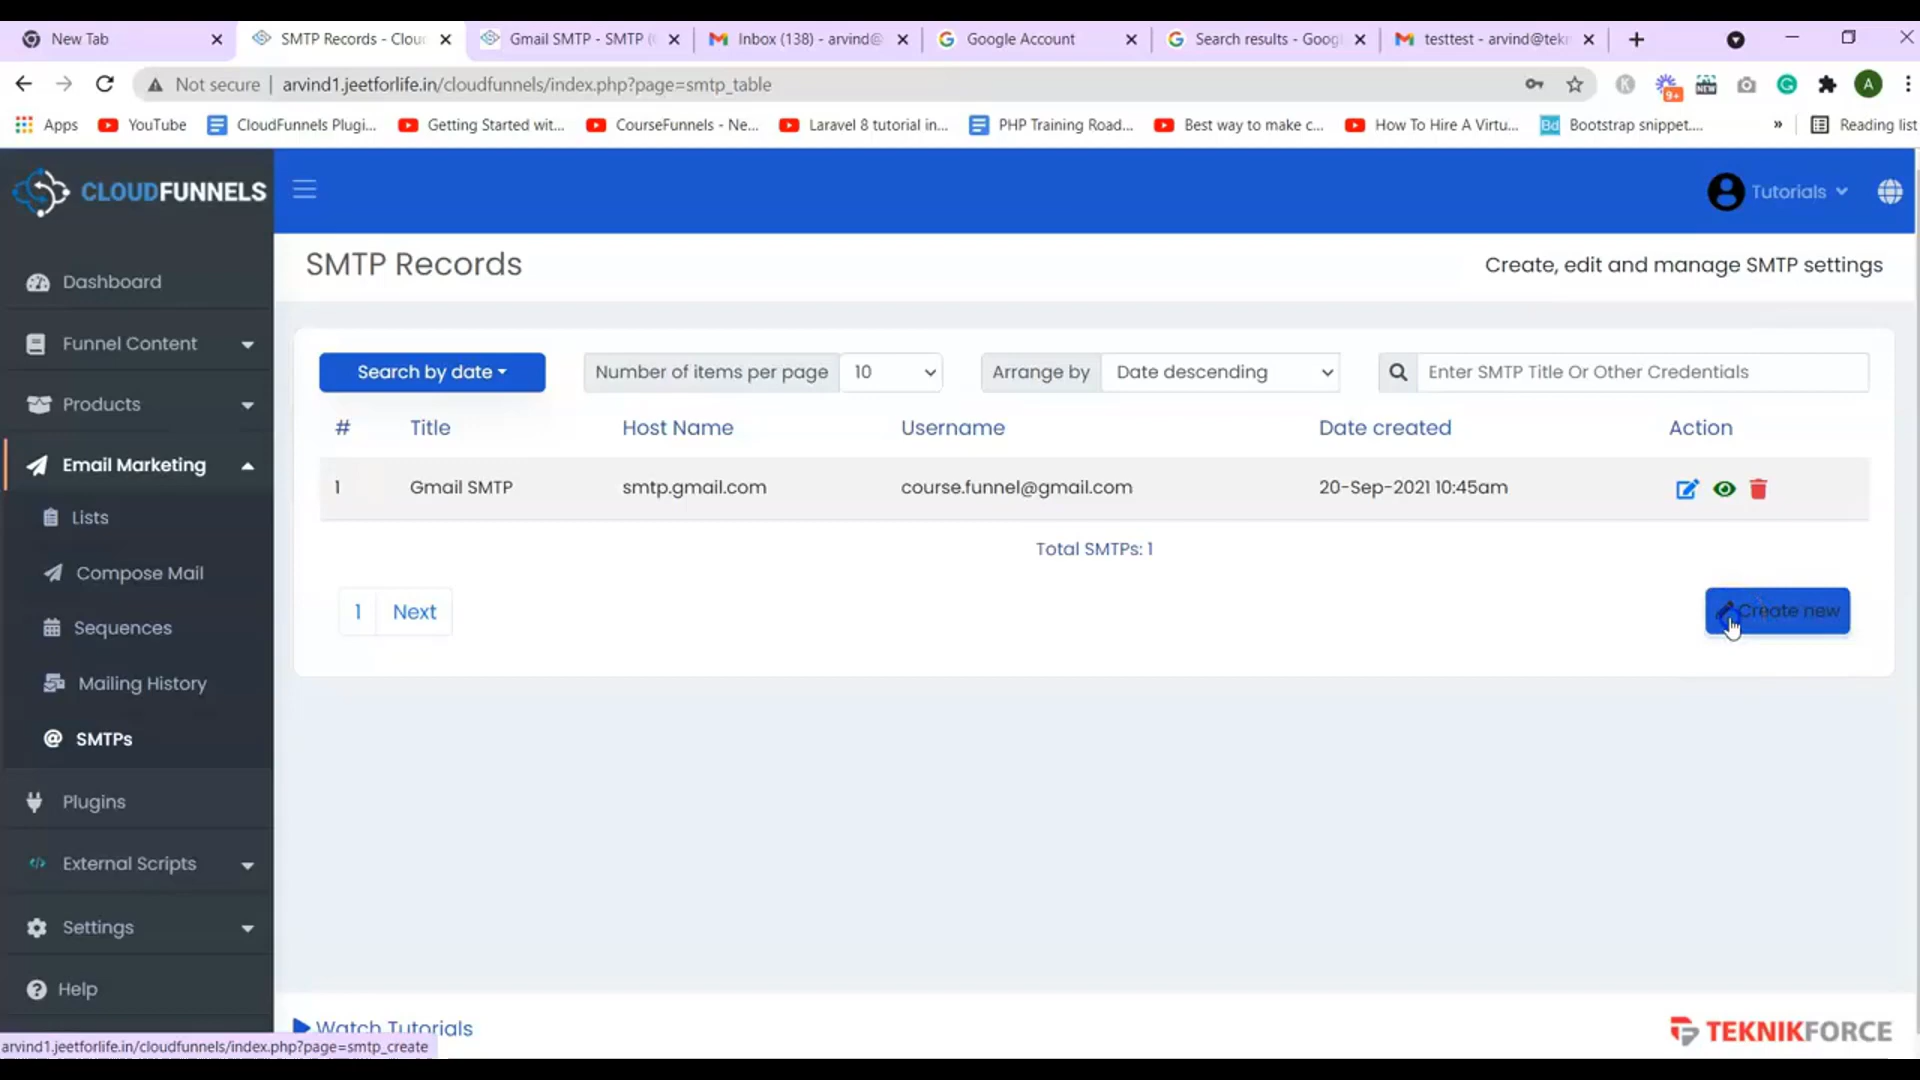 New Tab
SMTP Records - Clou
Gmail SMTP - SMTP (
Inbox (138) - arvind@
Google Account
Search results - Goog
testtest - arvind@tekn
Not secure | arvind1.jeetforlife.in/cloudfunnels/index.php?page=smtp_table
9+
NEW
A
Apps
YouTube
CloudFunnels Plugi...
Getting Started wit...
CourseFunnels - Ne...
Laravel 8 tutorial in...
PHP Training Road...
Best way to make c...
How To Hire A Virtu...
Bd Bootstrap snippet....
»
Reading list
CLOUDFUNNELS
Tutorials
Dashboard
Funnel Content
Products
Email Marketing
Lists
Compose Mail
Sequences
Mailing History
@ SMTPs
Plugins
</> External Scripts
Settings
Help
SMTP Records
Create, edit and manage SMTP settings
Search by date
Number of items per page 10
Arrange by Date descending
Enter SMTP Title Or Other Credentials
# Title Host Name Username Date created Action
1 Gmail SMTP smtp.gmail.com course.funnel@gmail.com 20-Sep-2021 10:45am
Total SMTPs: 1
1 Next
Create new
Watch Tutorials
TEKNIKFORCE
arvind1.jeetforlife.in/cloudfunnels/index.php?page=smtp_create